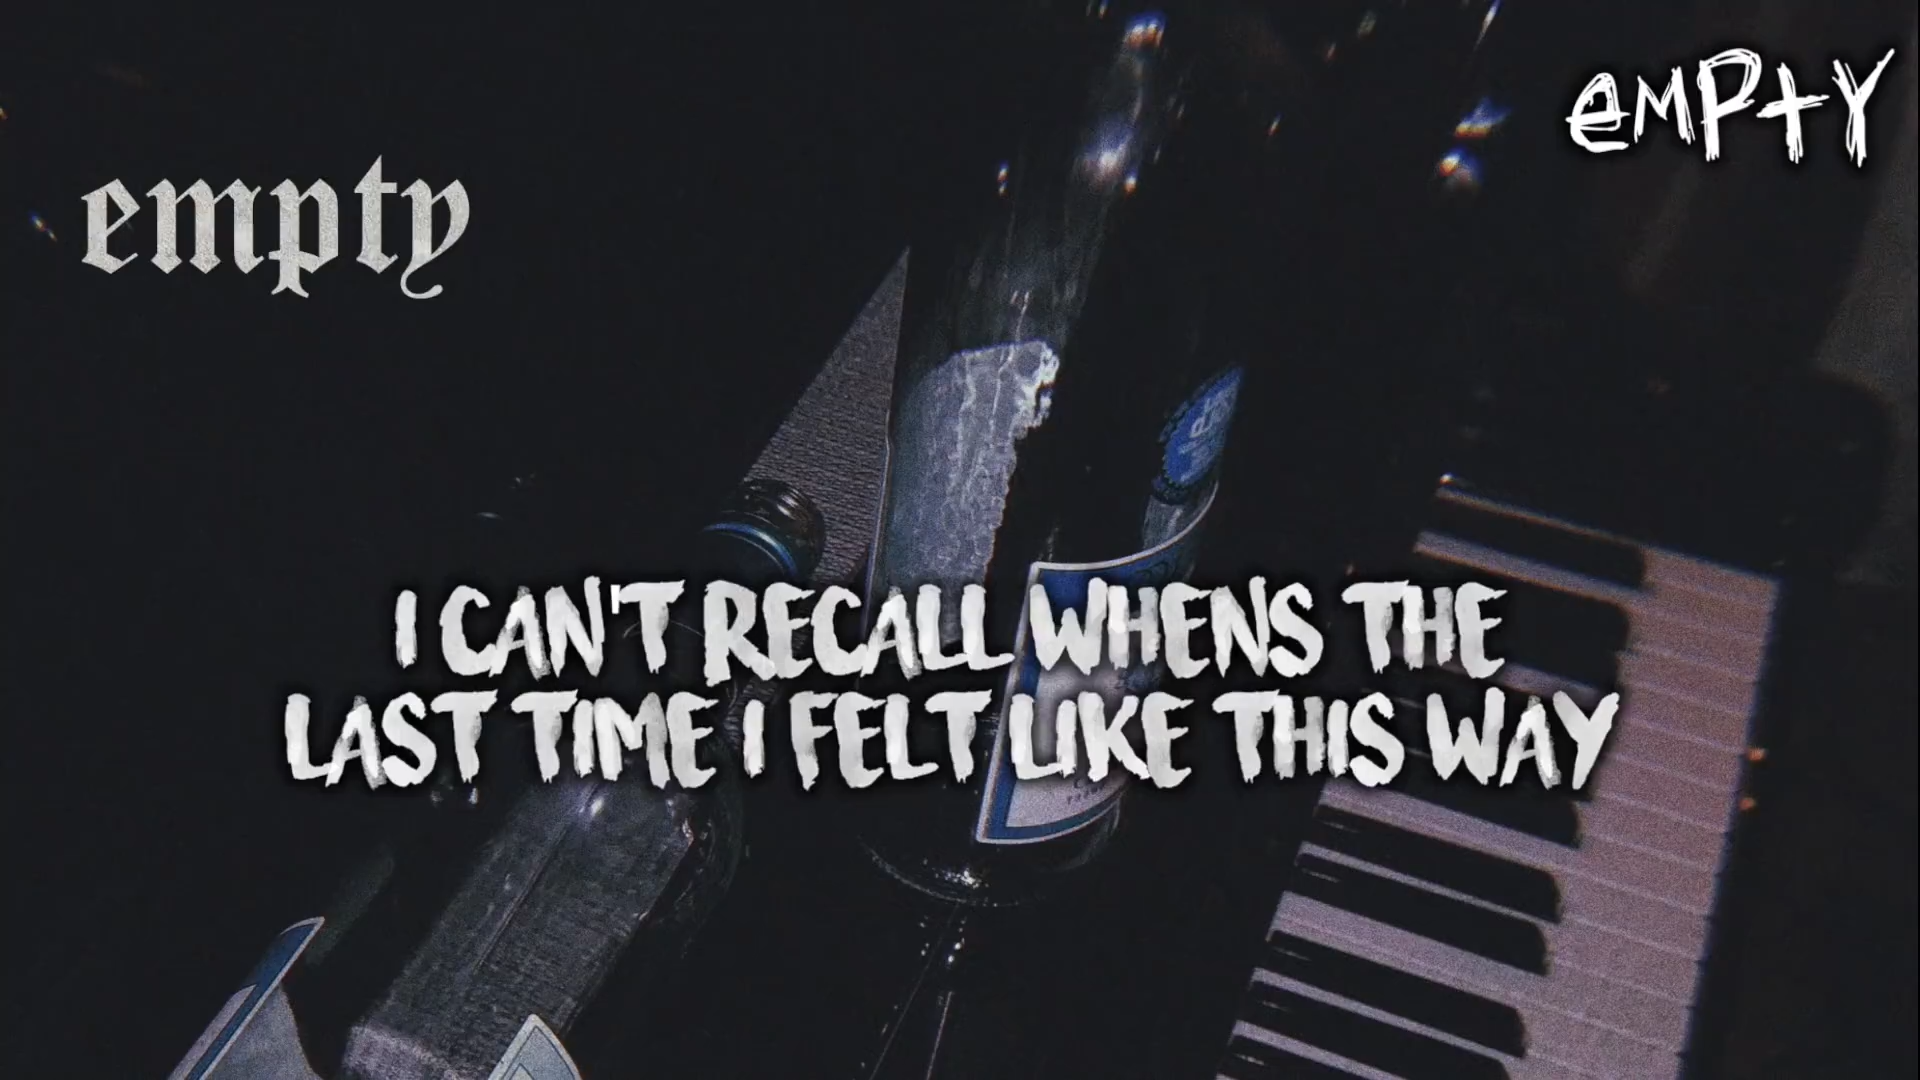 empty
empty
I CAN'T RECALL WHENS THE
LAST TIME I FELT LIKE THIS WAY